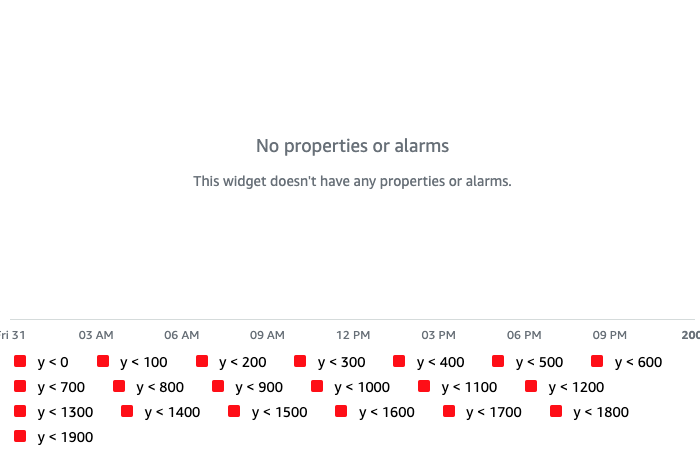 No properties or alarms
This widget doesn't have any properties or alarms.
ri 31 03 AM 06 AM 09 AM 12 PM 03 PM 06 PM 09 PM 200
y < 0 y < 100 y < 200 y < 300 y < 400 y < 500 y < 600
y < 700 y < 800 y < 900 y < 1000 y < 1100 y < 1200
y < 1300 y < 1400 y < 1500 y < 1600 y < 1700 y < 1800
y < 1900